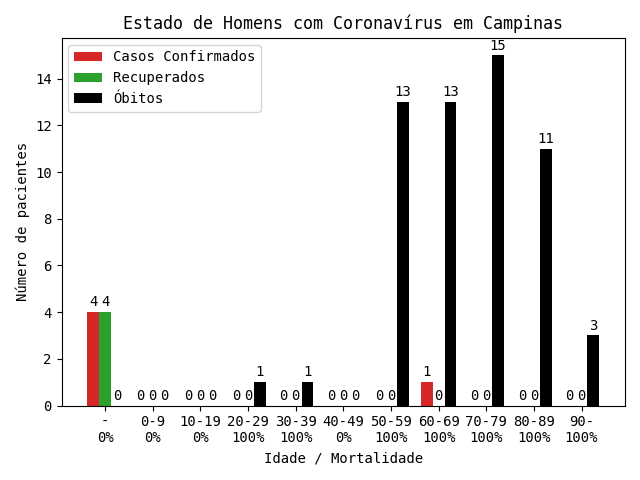 Estado de Homens com Coronavírus em Campinas
Casos Confirmados
Recuperados
Óbitos
Número de pacientes
14
12
10
8
6
4
2
0
4 4 0
0 0 0
0 0 0
0 0 1
0 0 1
0 0 0
0 0 13
1 0 13
0 0 15
0 0 11
0 0 3
- 0-9 10-19 20-29 30-39 40-49 50-59 60-69 70-79 80-89 90-
0% 0% 0% 100% 100% 0% 100% 100% 100% 100% 100%
Idade / Mortalidade